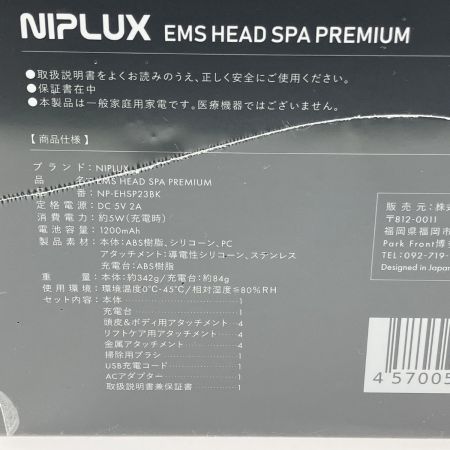 NIPLUX EMS HEAD SPA PREMIUM
●取扱説明書をよくお読みのうえ、正しく安全にご使用ください。
●保証書在中
●本製品は一般家庭用家電です。医療機器ではございません。
【商品仕様】
ブランド：NIPLUX
品 名：EMS HEAD SPA PREMIUM
番：NP-EHSP23BK
定格電源：DC 5V 2A
消費電力：約5W（充電時）
電池容量：1200mAh
製品素材：本体：ABS樹脂、シリコーン、PC
アタッチメント：導電性シリコーン、ステンレス
充電台：ABS樹脂
重 量：本体：約342g／充電台：約84g
使用環境：環境温度0℃-45℃／相対湿度≦80%RH
セット内容：本体 1
充電台 1
頭皮&ボディ用アタッチメント 4
リフトケア用アタッチメント 4
金属アタッチメント 4
掃除用ブラシ 1
USB充電コード 1
ACアダプター 1
取扱説明書兼保証書 1
販売元：株式
〒812-0011
福岡県福岡市
Park Front博多
TEL：092-719-
Designed in Japan
4 57005